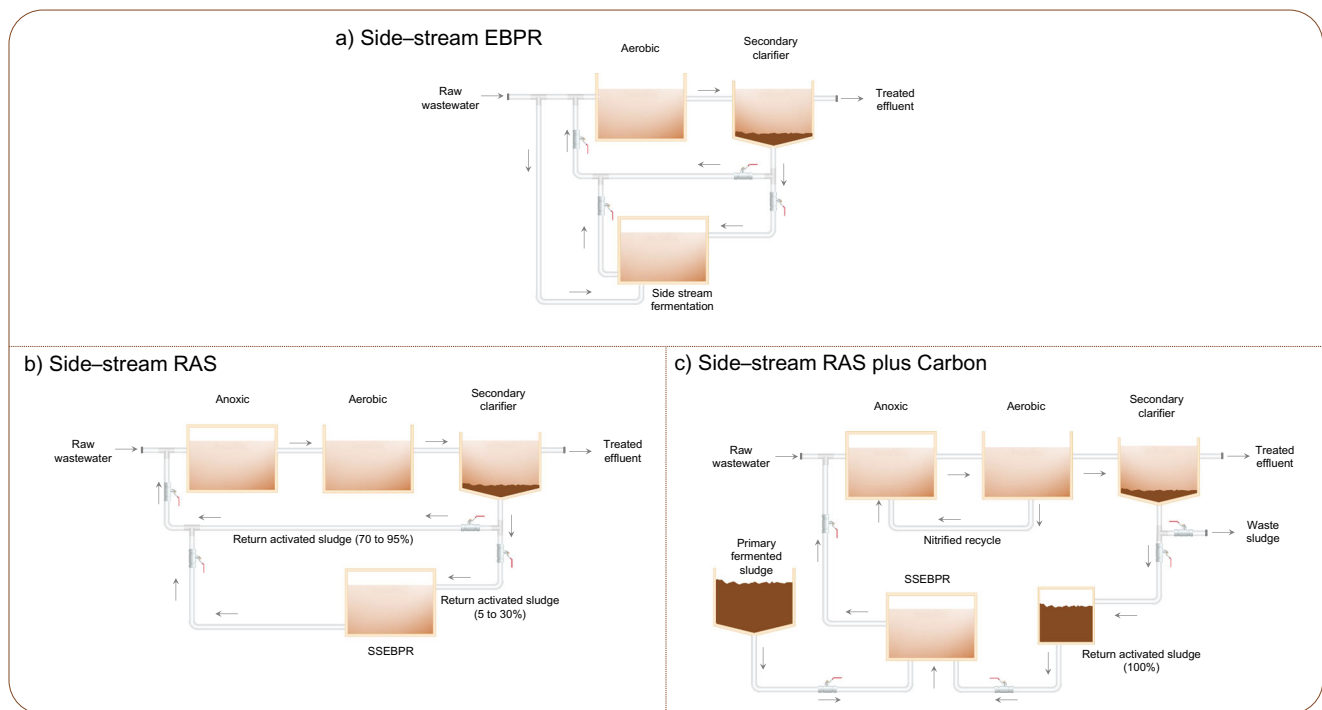 a) Side–stream EBPR
Aerobic
Secondary
clarifier
Raw
wastewater
Treated
effluent
Side stream
fermentation
b) Side–stream RAS
Anoxic
Aerobic
Secondary
clarifier
Raw
wastewater
Treated
effluent
Return activated sludge (70 to 95%)
Return activated sludge
(5 to 30%)
SSEBPR
c) Side–stream RAS plus Carbon
Anoxic
Aerobic
Secondary
clarifier
Raw
wastewater
Treated
effluent
Nitrified recycle
Waste
sludge
Primary
fermented
sludge
SSEBPR
Return activated sludge
(100%)